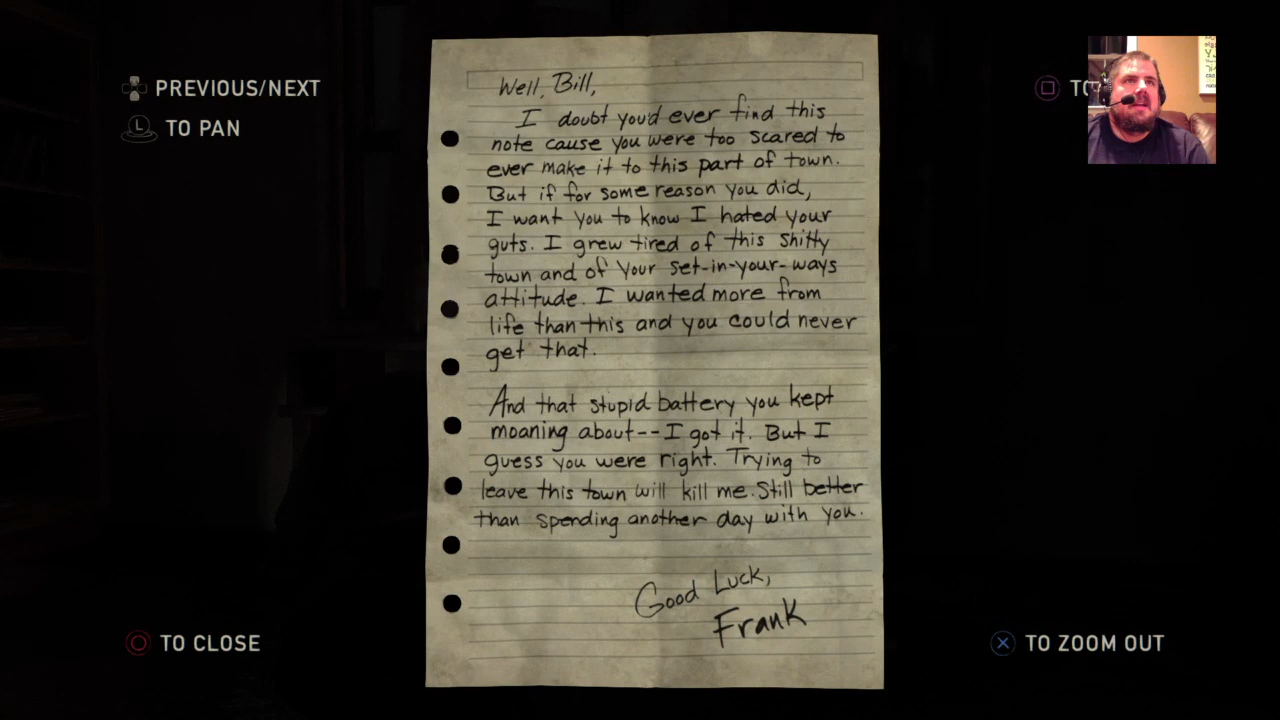 PREVIOUS/NEXT
TO PAN
Well, Bill,
I doubt you'd ever find this
note cause you were too scared to
ever make it to this part of town.
But if for some reason you did,
I want you to know I hated your
guts. I grew tired of this shitty
town and of your set-in-your-ways
attitude. I wanted more from
life than this and you could never
get that.
And that stupid battery you kept
moaning about--I got it. But I
guess you were right. Trying to
leave this town will kill me. Still better
than spending another day with you.
Good Luck,
Frank
TO CLOSE
TO ZOOM OUT